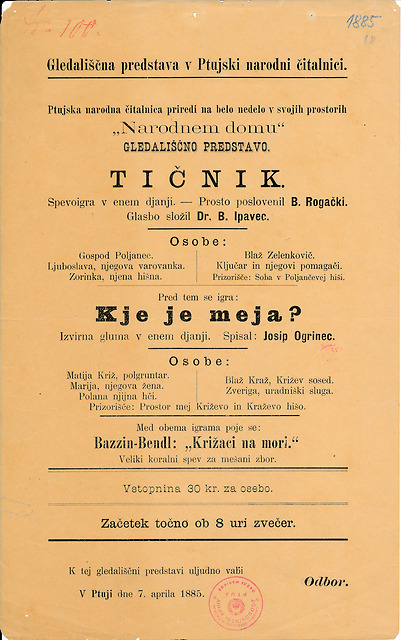 No. 100.
1885
Gledališčna predstava v Ptujski narodni čitalnici.
Ptujska narodna čitalnica priredi na belo nedelo v svojih prostorih
„Narodnem domu“
GLEDALIŠČNO PREDSTAVO.
TIČNIK.
Spevoigra v enem djanji. — Prosto poslovenil B. Rogački.
Glasbo složil Dr. B. Ipavec.
Osobe:
Gospod Poljanec.
Ljuboslava, njegova varovanka.
Zorinka, njena hišna.
Blaž Zelenkovič.
Ključar in njegovi pomagači.
Prizorišče: Soba v Poljančevej hiši.
Pred tem se igra:
Kje je meja?
Izvirna gluma v enem djanji. Spisal: Josip Ogrinec.
Osobe:
Matija Križ, polgruntar.
Marija, njegova žena.
Polana njijna hči.
Blaž Kraž, Križev sosed.
Zveriga, uradniški sluga.
Prizorišče: Prostor mej Križevo in Kraževo hišo.
Med obema igrama poje se:
Bazzin-Bendl: „Križaci na mori.“
Veliki koralni spev za mešani zbor.
Vstopnina 30 kr. za osebo.
Začetek točno ob 8 uri zvečer.
K tej gledališčni predstavi uljudno vabi
Odbor.
V Ptuji dne 7. aprila 1885.